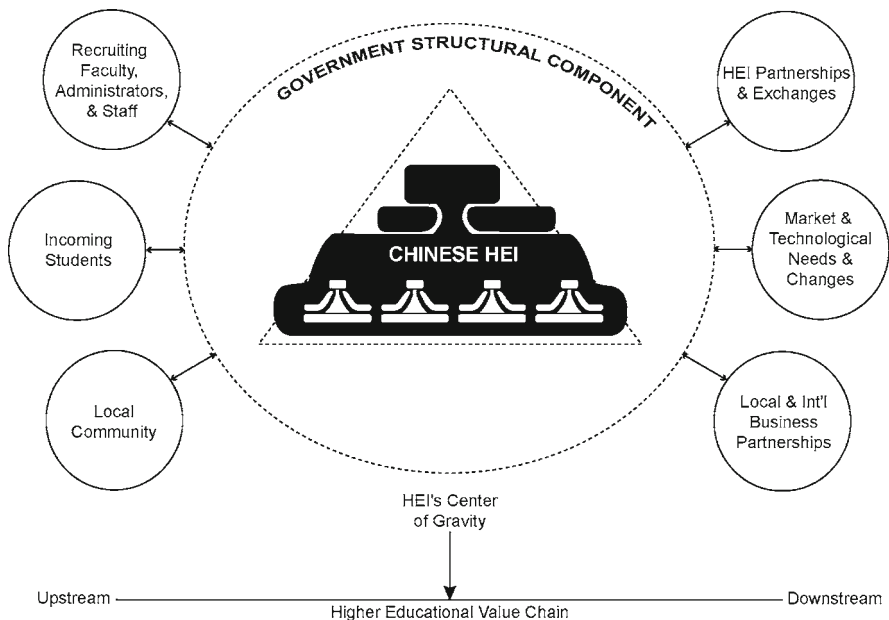 GOVERNMENT STRUCTURAL COMPONENT
Recruiting
Faculty,
Administrators,
& Staff
Incoming
Students
Local
Community
CHINESE HEI
HEI Partnerships
& Exchanges
Market &
Technological
Needs &
Changes
Local & Int'l
Business
Partnerships
HEI's Center
of Gravity
Upstream
Downstream
Higher Educational Value Chain